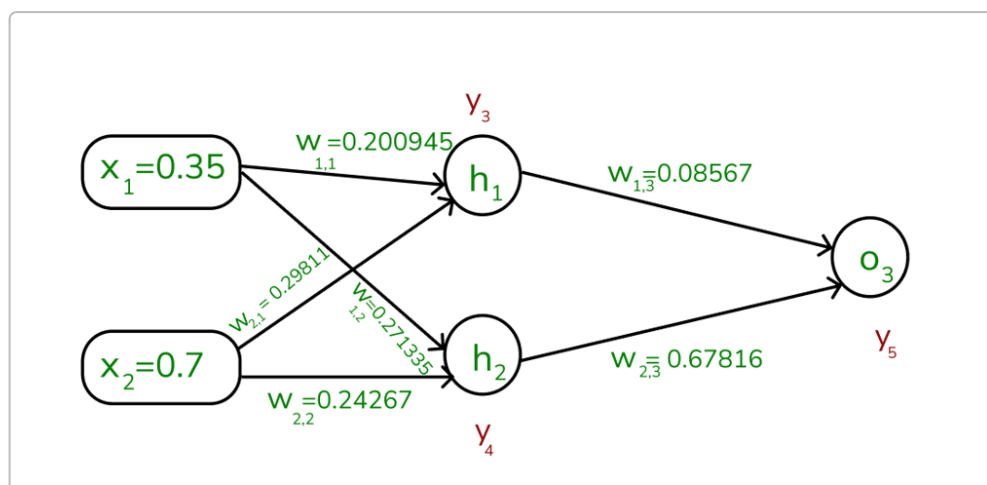 y₃
w₁,₁=0.200945
x₁=0.35
h₁
w₁,₃=0.08567
o₃
w₂,₁ = 0.29811
w₁,₂=0.271335
y₅
x₂=0.7
h₂
w₂,₃= 0.67816
w₂,₂=0.24267
y₄